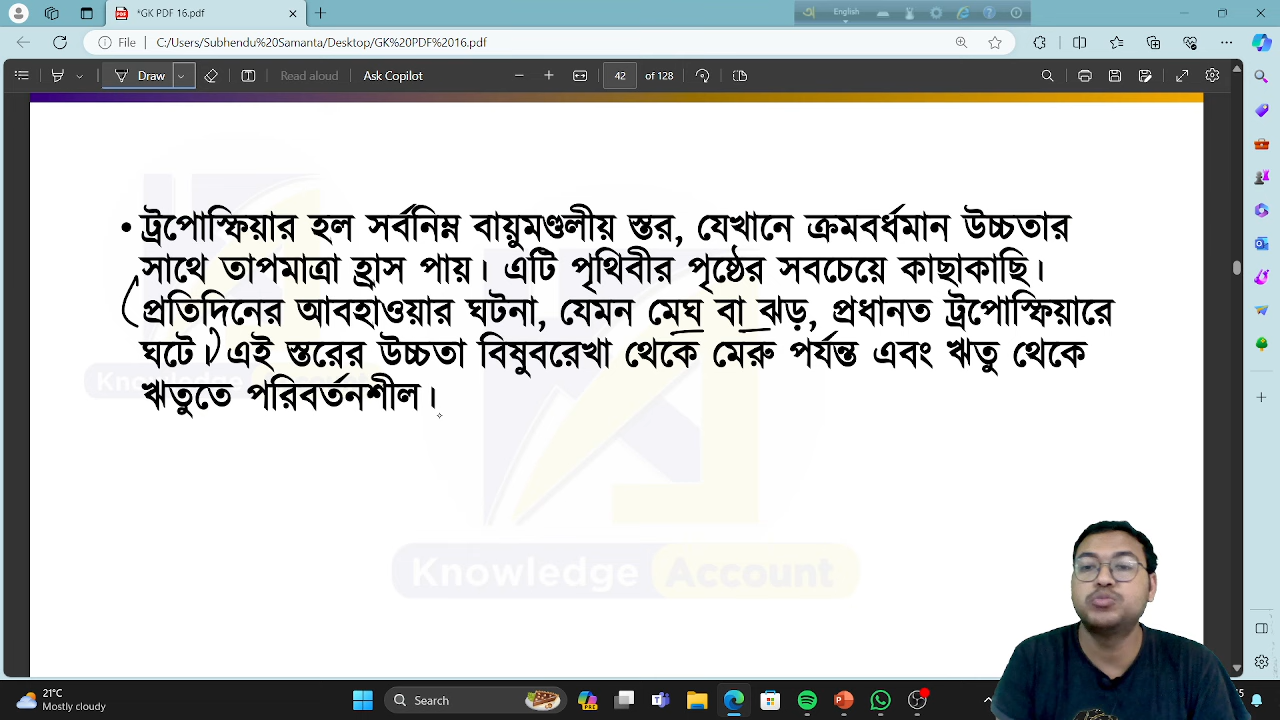 *GK PDF 16.pdf
English
File
C:/Users/Subhendu%20Samanta/Desktop/GK%20PDF%2016.pdf
Draw
Read aloud
Ask Copilot
42
of 128
• ট্রপোস্ফিয়ার হল সর্বনিম্ন বায়ুমণ্ডলীয় স্তর, যেখানে ক্রমবর্ধমান উচ্চতার
সাথে তাপমাত্রা হ্রাস পায়। এটি পৃথিবীর পৃষ্ঠের সবচেয়ে কাছাকাছি।
প্রতিদিনের আবহাওয়ার ঘটনা, যেমন মেঘ বা ঝড়, প্রধানত ট্রপোস্ফিয়ারে
ঘটে। এই স্তরের উচ্চতা বিষুবরেখা থেকে মেরু পর্যন্ত এবং ঋতু থেকে
ঋতুতে পরিবর্তনশীল।
Knowledge
Knowledge Account
21°C
Mostly cloudy
Search